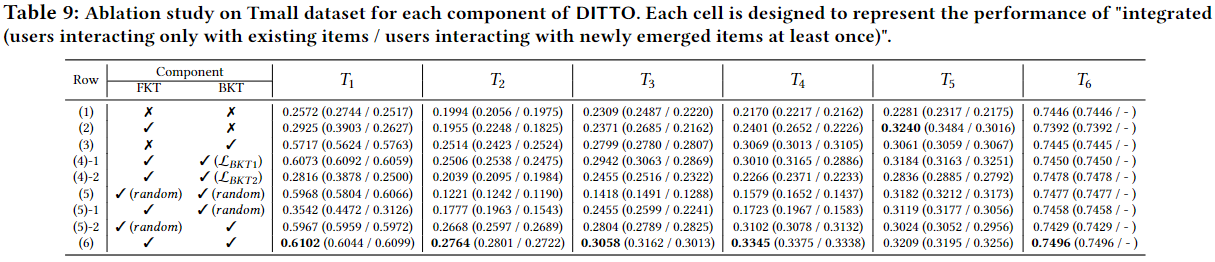 Table 9: Ablation study on Tmall dataset for each component of DITTO. Each cell is designed to represent the performance of "integrated
(users interacting only with existing items / users interacting with newly emerged items at least once)".
Row Component T1 T2 T3 T4 T5 T6
FKT BKT
(1) ✗ ✗ 0.2572 (0.2744 / 0.2517) 0.1994 (0.2056 / 0.1975) 0.2309 (0.2487 / 0.2220) 0.2170 (0.2217 / 0.2162) 0.2281 (0.2317 / 0.2175) 0.7446 (0.7446 / - )
(2) ✓ ✗ 0.2925 (0.3903 / 0.2627) 0.1955 (0.2248 / 0.1825) 0.2371 (0.2685 / 0.2162) 0.2401 (0.2652 / 0.2226) 0.3240 (0.3484 / 0.3016) 0.7392 (0.7392 / - )
(3) ✗ ✓ 0.5717 (0.5624 / 0.5763) 0.2514 (0.2423 / 0.2524) 0.2799 (0.2780 / 0.2807) 0.3069 (0.3013 / 0.3105) 0.3061 (0.3059 / 0.3067) 0.7445 (0.7445 / - )
(4)-1 ✓ ✓ (ℒBKT1) 0.6073 (0.6092 / 0.6059) 0.2506 (0.2538 / 0.2475) 0.2942 (0.3063 / 0.2869) 0.3010 (0.3165 / 0.2886) 0.3184 (0.3163 / 0.3251) 0.7450 (0.7450 / - )
(4)-2 ✓ ✓ (ℒBKT2) 0.2816 (0.3878 / 0.2500) 0.2039 (0.2095 / 0.1984) 0.2455 (0.2516 / 0.2322) 0.2266 (0.2371 / 0.2233) 0.2836 (0.2885 / 0.2792) 0.7478 (0.7478 / - )
(5) ✓ (random) ✓ (random) 0.5968 (0.5804 / 0.6066) 0.1221 (0.1242 / 0.1190) 0.1418 (0.1491 / 0.1288) 0.1579 (0.1652 / 0.1437) 0.3182 (0.3212 / 0.3173) 0.7477 (0.7477 / - )
(5)-1 ✓ ✓ (random) 0.3542 (0.4472 / 0.3126) 0.1777 (0.1963 / 0.1543) 0.2455 (0.2599 / 0.2241) 0.1723 (0.1967 / 0.1583) 0.3119 (0.3177 / 0.3056) 0.7458 (0.7458 / - )
(5)-2 ✓ (random) ✓ 0.5967 (0.5959 / 0.5972) 0.2668 (0.2597 / 0.2689) 0.2804 (0.2789 / 0.2825) 0.3102 (0.3078 / 0.3132) 0.3024 (0.3052 / 0.2956) 0.7429 (0.7429 / - )
(6) ✓ ✓ 0.6102 (0.6044 / 0.6099) 0.2764 (0.2801 / 0.2722) 0.3058 (0.3162 / 0.3013) 0.3345 (0.3375 / 0.3338) 0.3209 (0.3195 / 0.3256) 0.7496 (0.7496 / - )